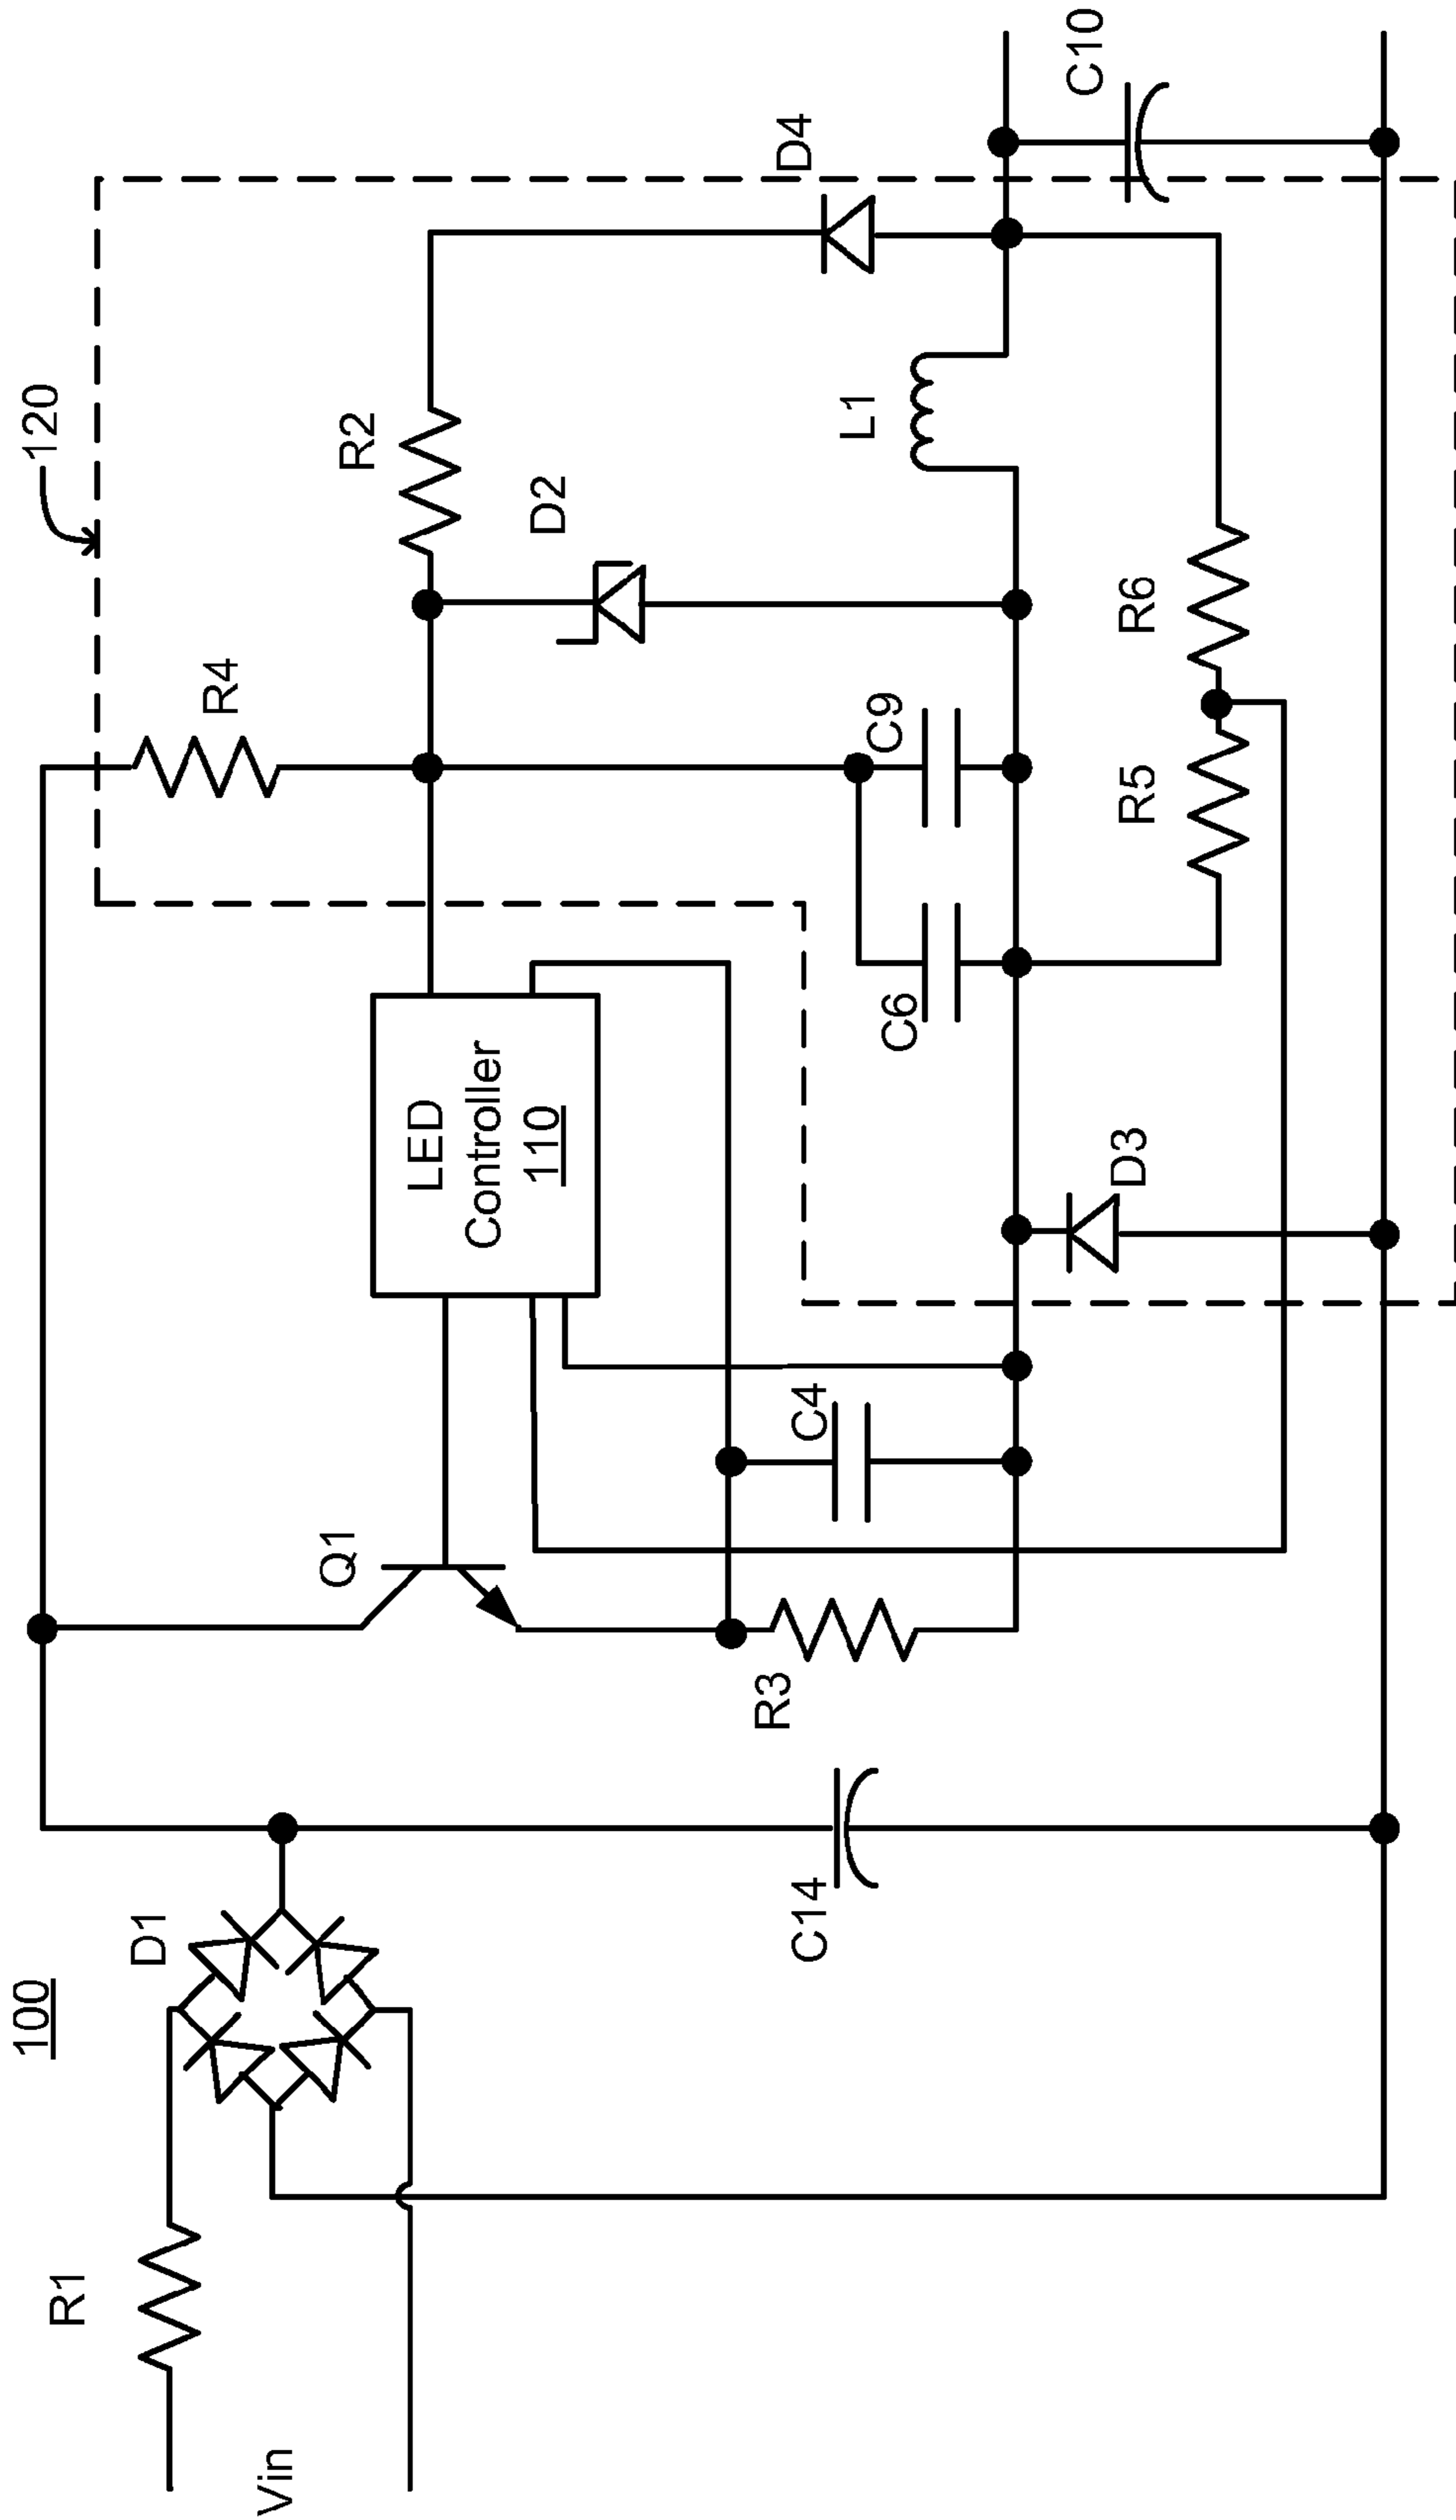 100
120
R1
D1
Vin
C14
Q1
R3
C4
LED
Controller
110
R4
R2
D2
D4
C6
C9
L1
D3
R5
R6
C10